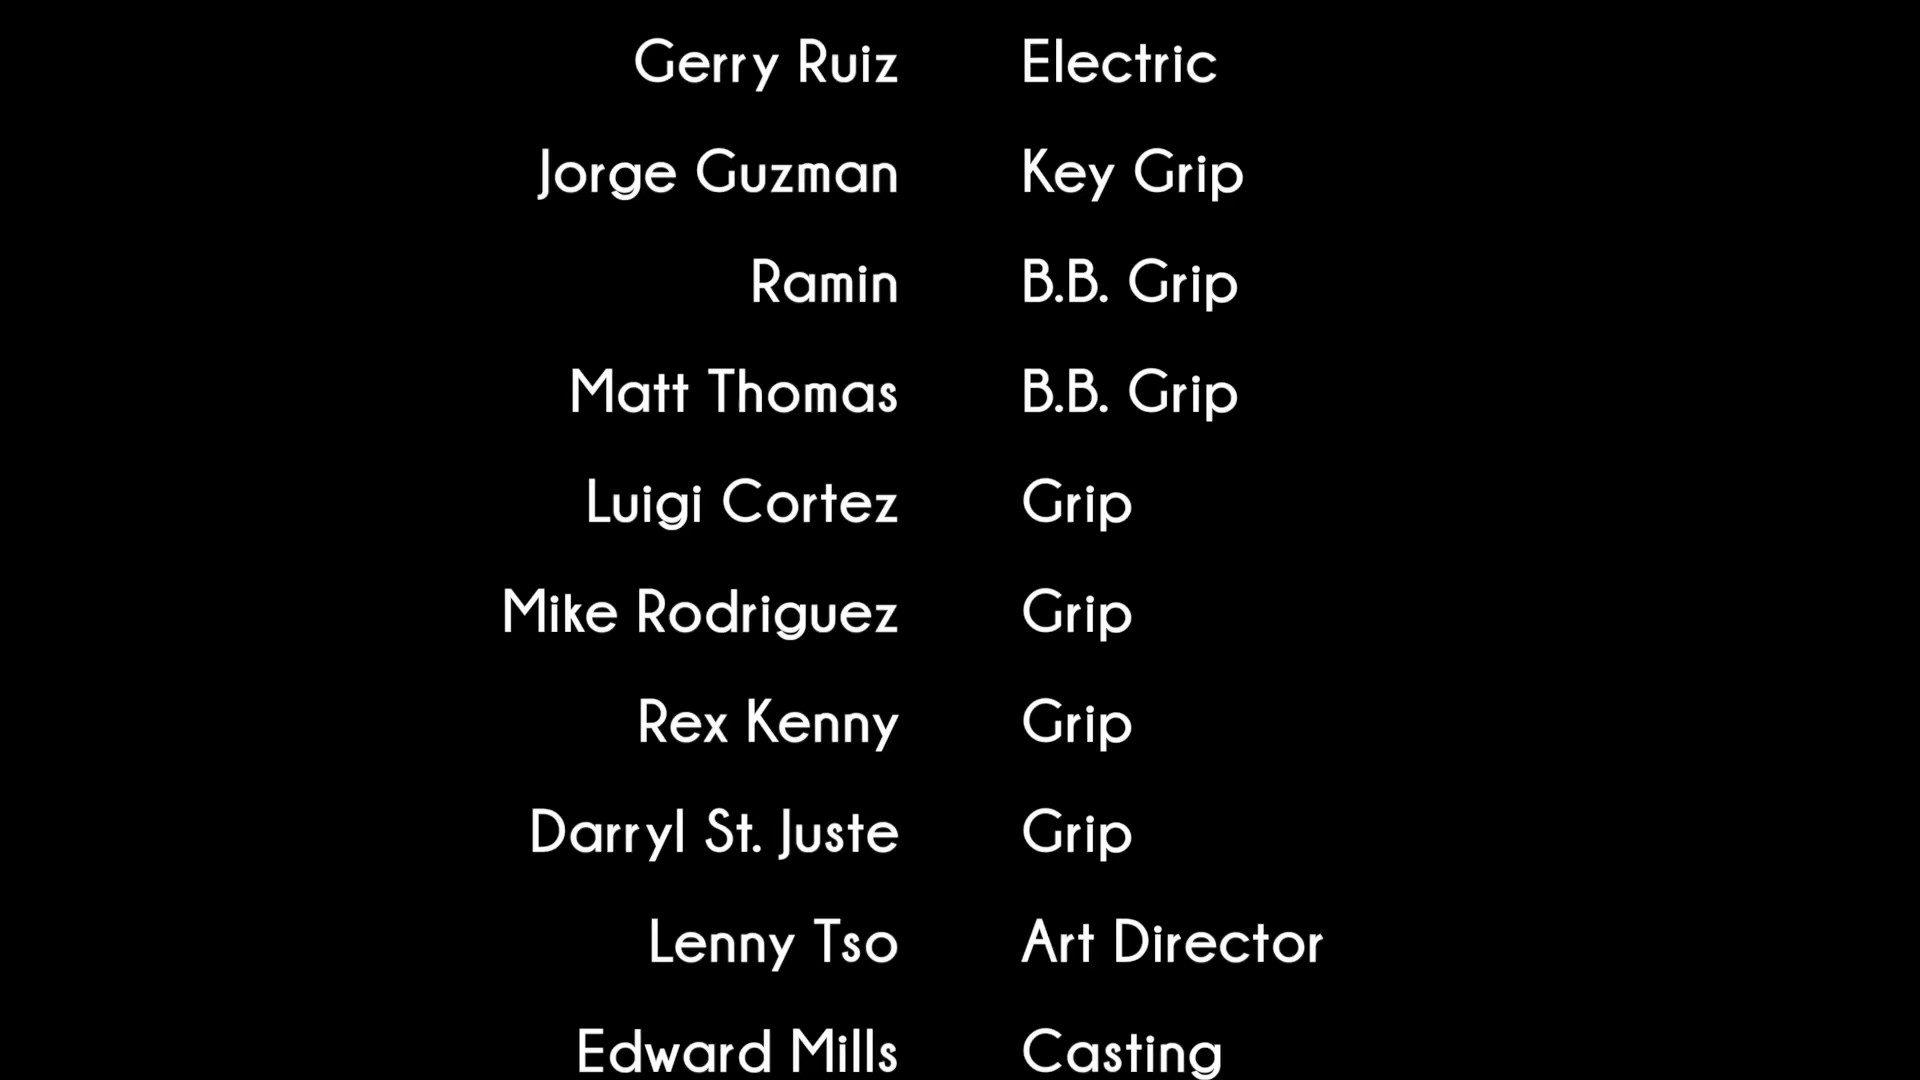 Gerry Ruiz Electric
Jorge Guzman Key Grip
Ramin B.B. Grip
Matt Thomas B.B. Grip
Luigi Cortez Grip
Mike Rodriguez Grip
Rex Kenny Grip
Darryl St. Juste Grip
Lenny Tso Art Director
Edward Mills Casting